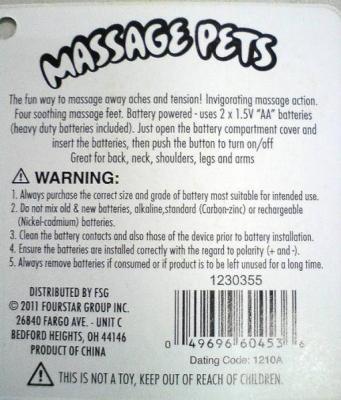 MASSAGE PETS
The fun way to massage away aches and tension! Invigorating massage action.
Four soothing massage feet. Battery powered - uses 2 x 1.5V "AA" batteries
(heavy duty batteries included). Just open the battery compartment cover and
insert the batteries, then push the button to turn on/off
Great for back, neck, shoulders, legs and arms
WARNING:
1. Always purchase the correct size and grade of battery most suitable for intended use.
2. Do not mix old & new batteries, alkaline,standard (Carbon-zinc) or rechargeable
(Nickel-cadmium) batteries.
3. Clean the battery contacts and also those of the device prior to battery installation.
4. Ensure the batteries are installed correctly with the regard to polarity (+ and -).
5. Always remove batteries if consumed or if product is to be left unused for a long time.
DISTRIBUTED BY FSG
© 2011 FOURSTAR GROUP INC.
26840 FARGO AVE. - UNIT C
BEDFORD HEIGHTS, OH 44146
PRODUCT OF CHINA
1230355
0 49696 60453 6
Dating Code: 1210A
THIS IS NOT A TOY, KEEP OUT OF REACH OF CHILDREN.